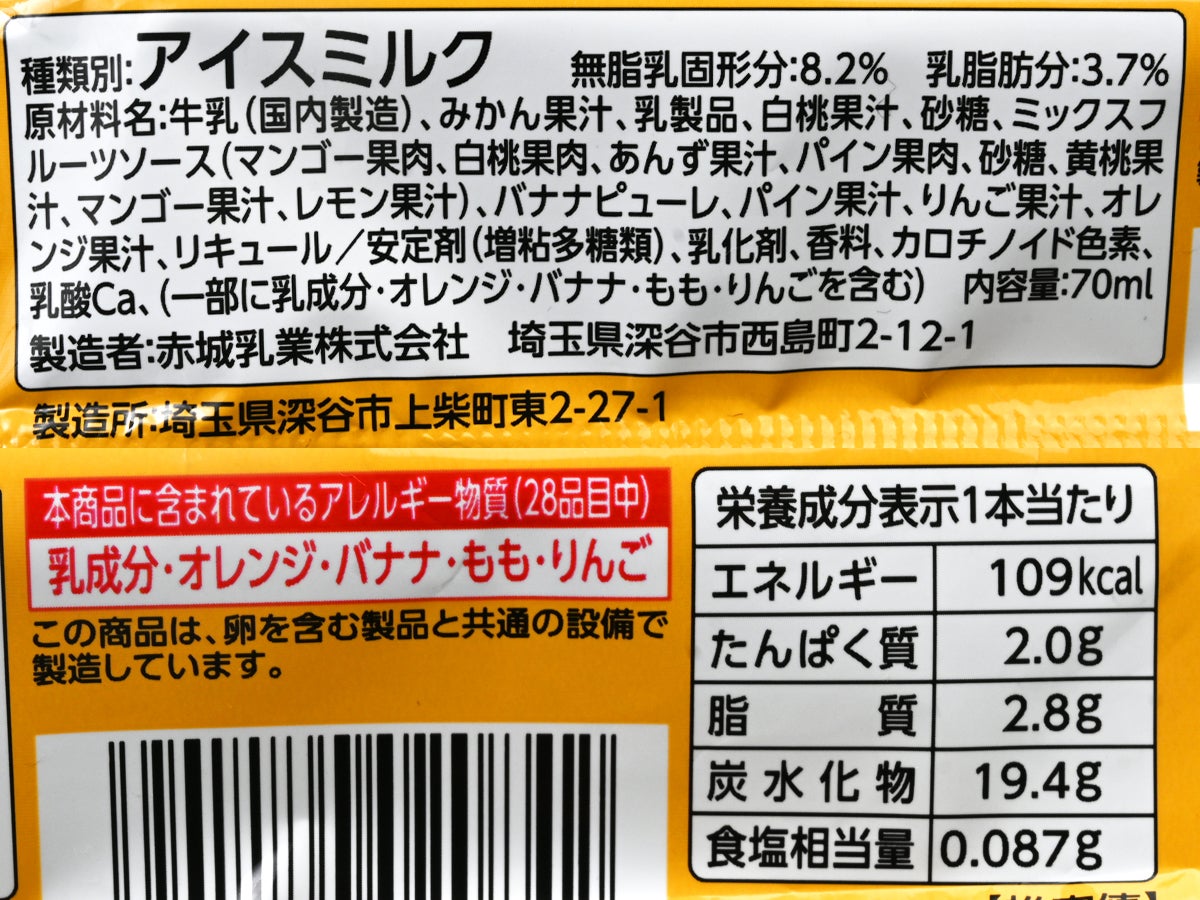 種類別:アイスミルク 無脂乳固形分:8.2% 乳脂肪分:3.7%
原材料名:牛乳(国内製造)、みかん果汁、乳製品、白桃果汁、砂糖、ミックスフ
ルーツソース(マンゴー果肉、白桃果肉、あんず果汁、パイン果肉、砂糖、黄桃果
汁、マンゴー果汁、レモン果汁)、バナナピューレ、パイン果汁、りんご果汁、オレ
ンジ果汁、リキュール/安定剤(増粘多糖類)、乳化剤、香料、カロチノイド色素、
乳酸Ca、(一部に乳成分・オレンジ・バナナ・もも・りんごを含む) 内容量:70ml
製造者:赤城乳業株式会社 埼玉県深谷市西島町2-12-1
製造所:埼玉県深谷市上柴町東2-27-1
本商品に含まれているアレルギー物質(28品目中)
乳成分・オレンジ・バナナ・もも・りんご
この商品は、卵を含む製品と共通の設備で
製造しています。
栄養成分表示1本当たり
エネルギー 109kcal
たんぱく質 2.0g
脂質 2.8g
炭水化物 19.4g
食塩相当量 0.087g